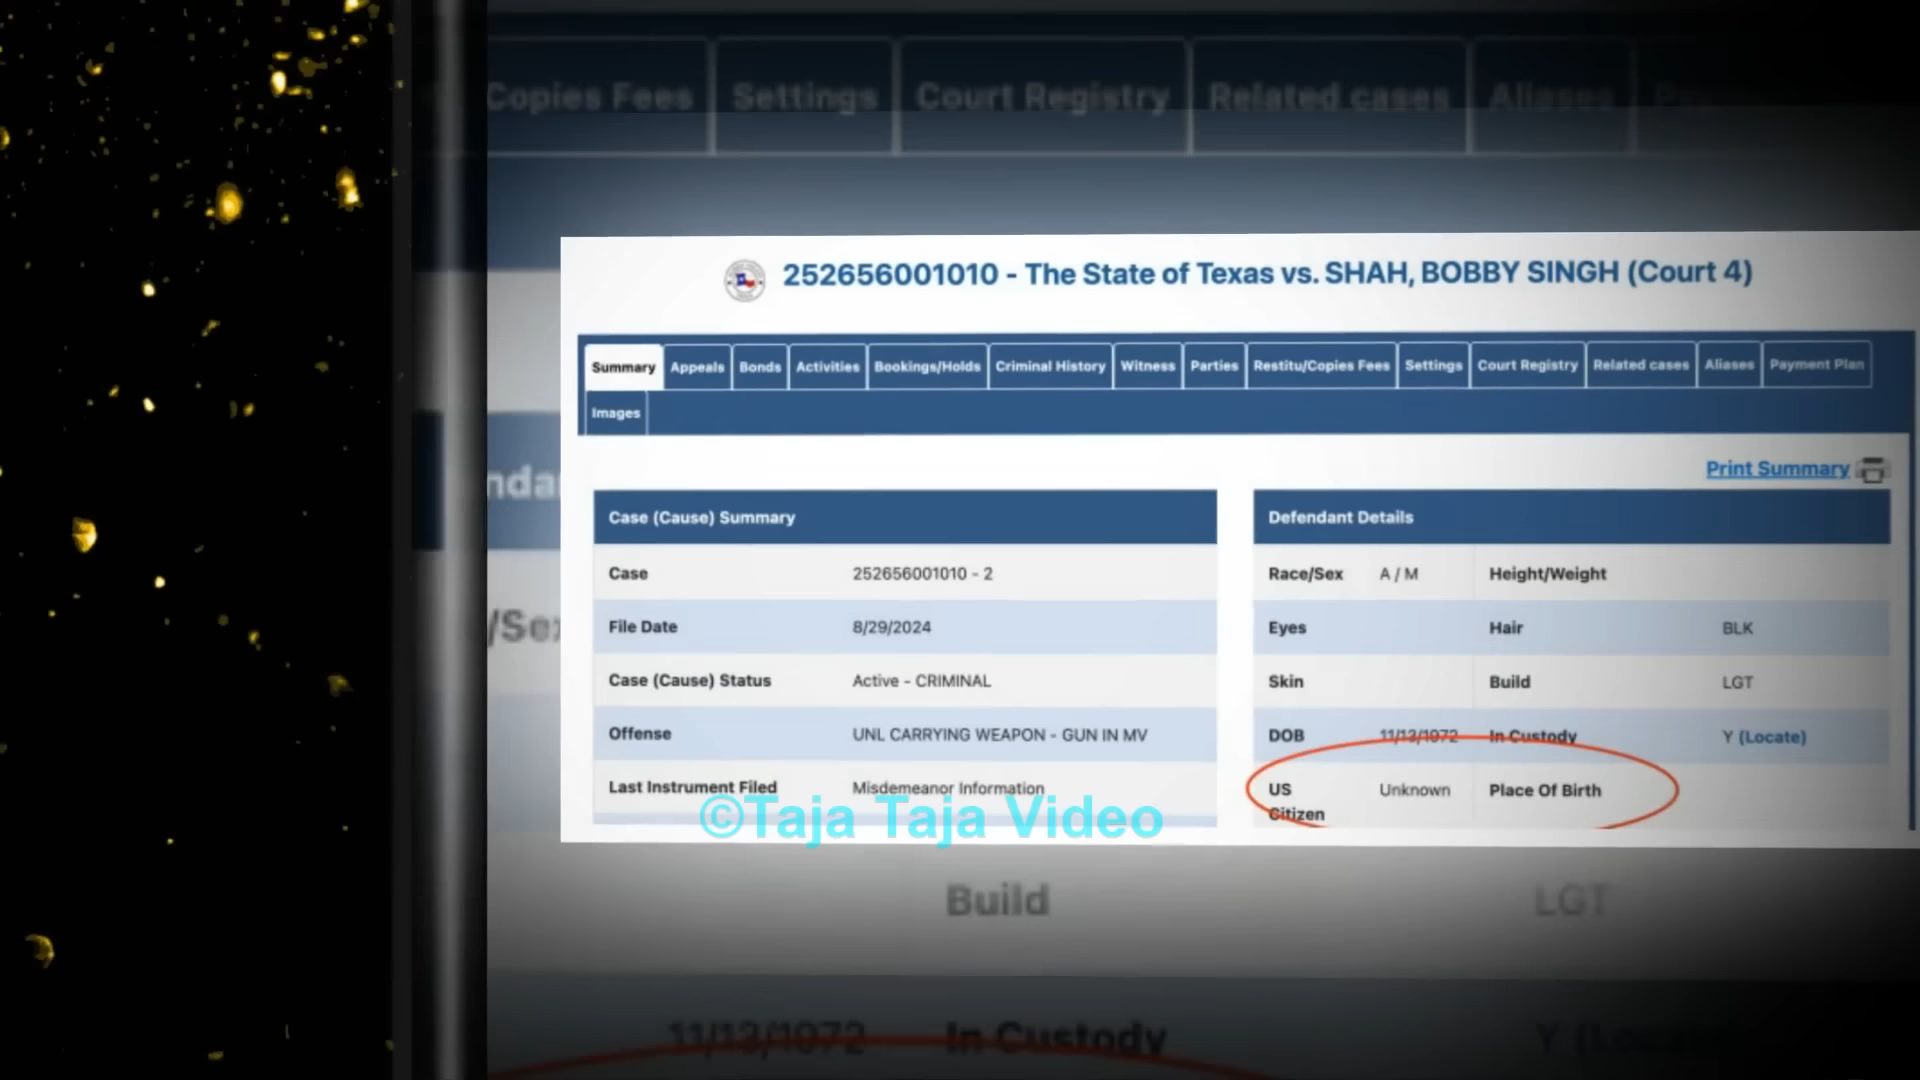 Copies Fees Settings Court Registry Related cases Aliases
252656001010 - The State of Texas vs. SHAH, BOBBY SINGH (Court 4)
Summary Appeals Bonds Activities Bookings/Holds Criminal History Witness Parties Restitu/Copies Fees Settings Court Registry Related cases Aliases Payment Plan
Images
Print Summary
Case (Cause) Summary
Case 252656001010 - 2
File Date 8/29/2024
Case (Cause) Status Active - CRIMINAL
Offense UNL CARRYING WEAPON - GUN IN MV
Last Instrument Filed Misdemeanor Information
Defendant Details
Race/Sex A / M Height/Weight
Eyes Hair BLK
Skin Build LGT
DOB 11/13/1972 In Custody Y (Locate)
US Unknown Place Of Birth
Citizen
©Taja Taja Video
Build LGT
11/13/1972 In Custody Y